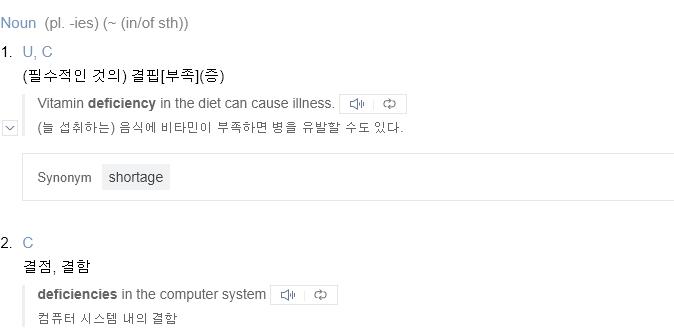 Noun (pl. -ies) (~ (in/of sth))
1. U, C
(필수적인 것의) 결핍[부족](증)
Vitamin deficiency in the diet can cause illness.
(늘 섭취하는) 음식에 비타민이 부족하면 병을 유발할 수도 있다.
Synonym shortage
2. C
결점, 결함
deficiencies in the computer system
컴퓨터 시스템 내의 결함